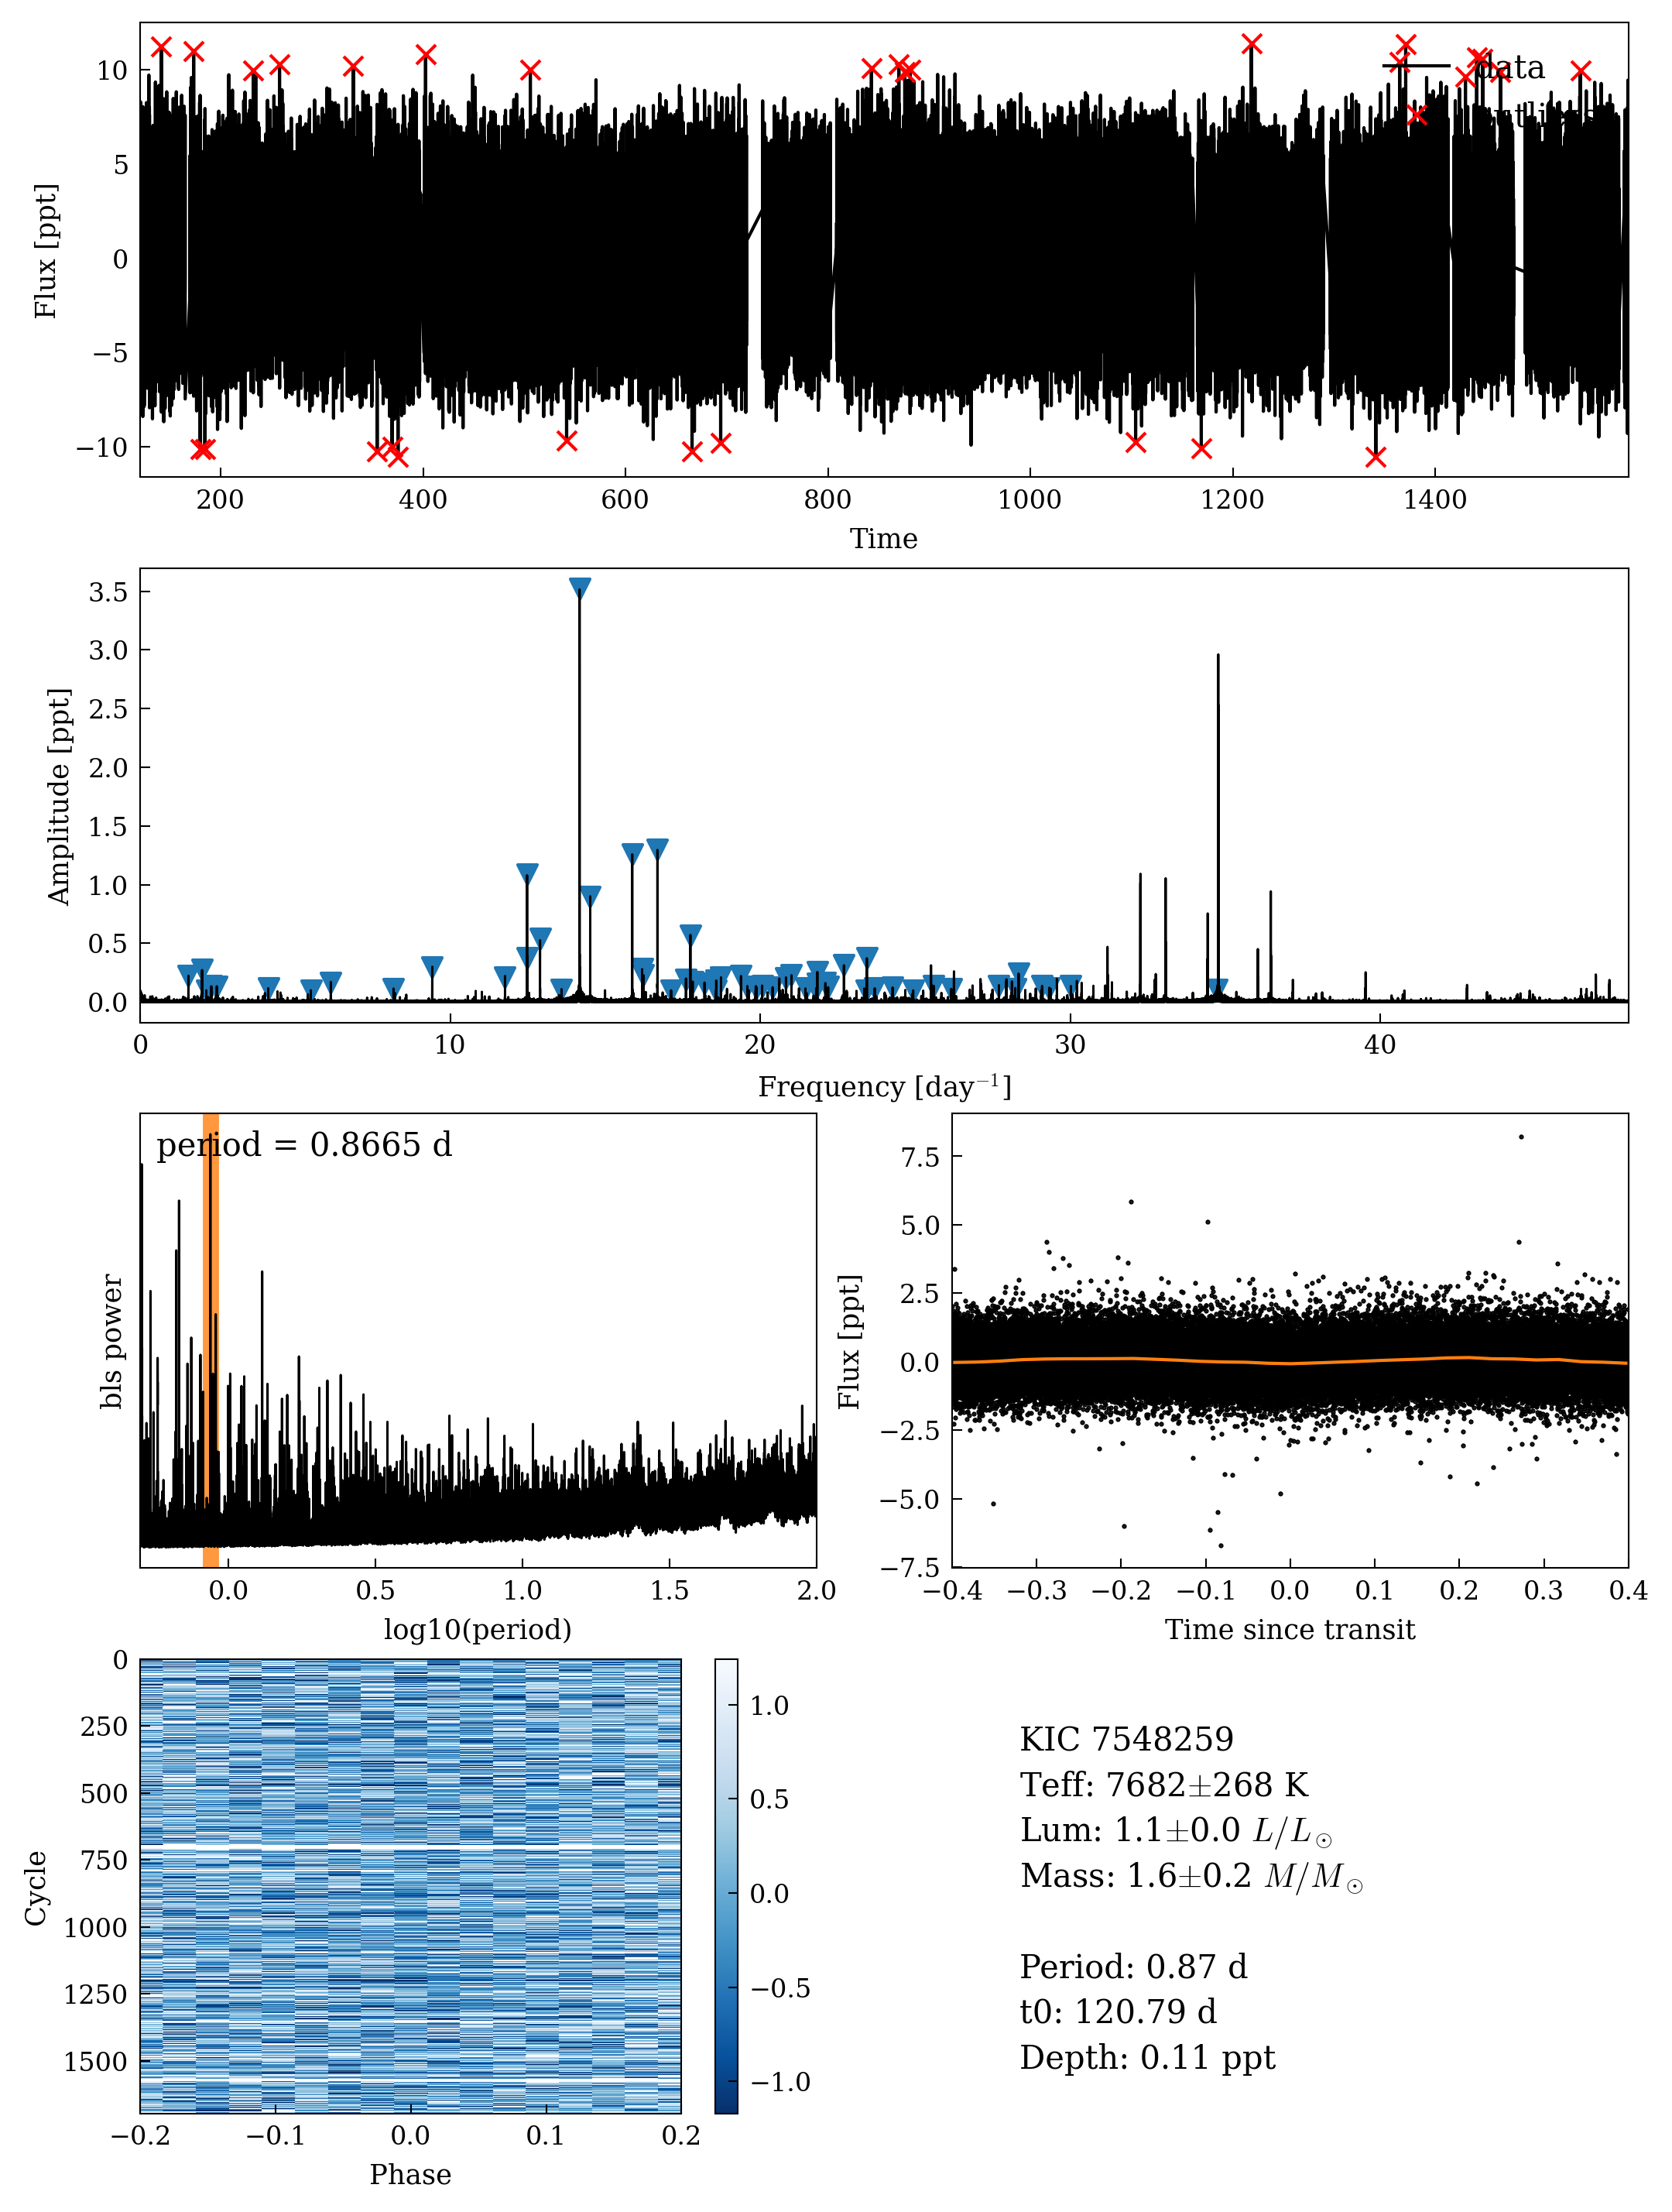 10
5
0
−5
−10
Flux [ppt]
data
outliers
200 400 600 800 1000 1200 1400
Time
3.5
3.0
2.5
2.0
1.5
1.0
0.5
0.0
Amplitude [ppt]
0 10 20 30 40
Frequency [day⁻¹]
period = 0.8665 d
bls power
0.0 0.5 1.0 1.5 2.0
log10(period)
7.5
5.0
2.5
0.0
−2.5
−5.0
−7.5
Flux [ppt]
−0.4 −0.3 −0.2 −0.1 0.0 0.1 0.2 0.3 0.4
Time since transit
0
250
500
750
1000
1250
1500
Cycle
−0.2 −0.1 0.0 0.1 0.2
Phase
1.0
0.5
0.0
−0.5
−1.0
KIC 7548259
Teff: 7682±268 K
Lum: 1.1±0.0 L/L☉
Mass: 1.6±0.2 M/M☉
Period: 0.87 d
t0: 120.79 d
Depth: 0.11 ppt